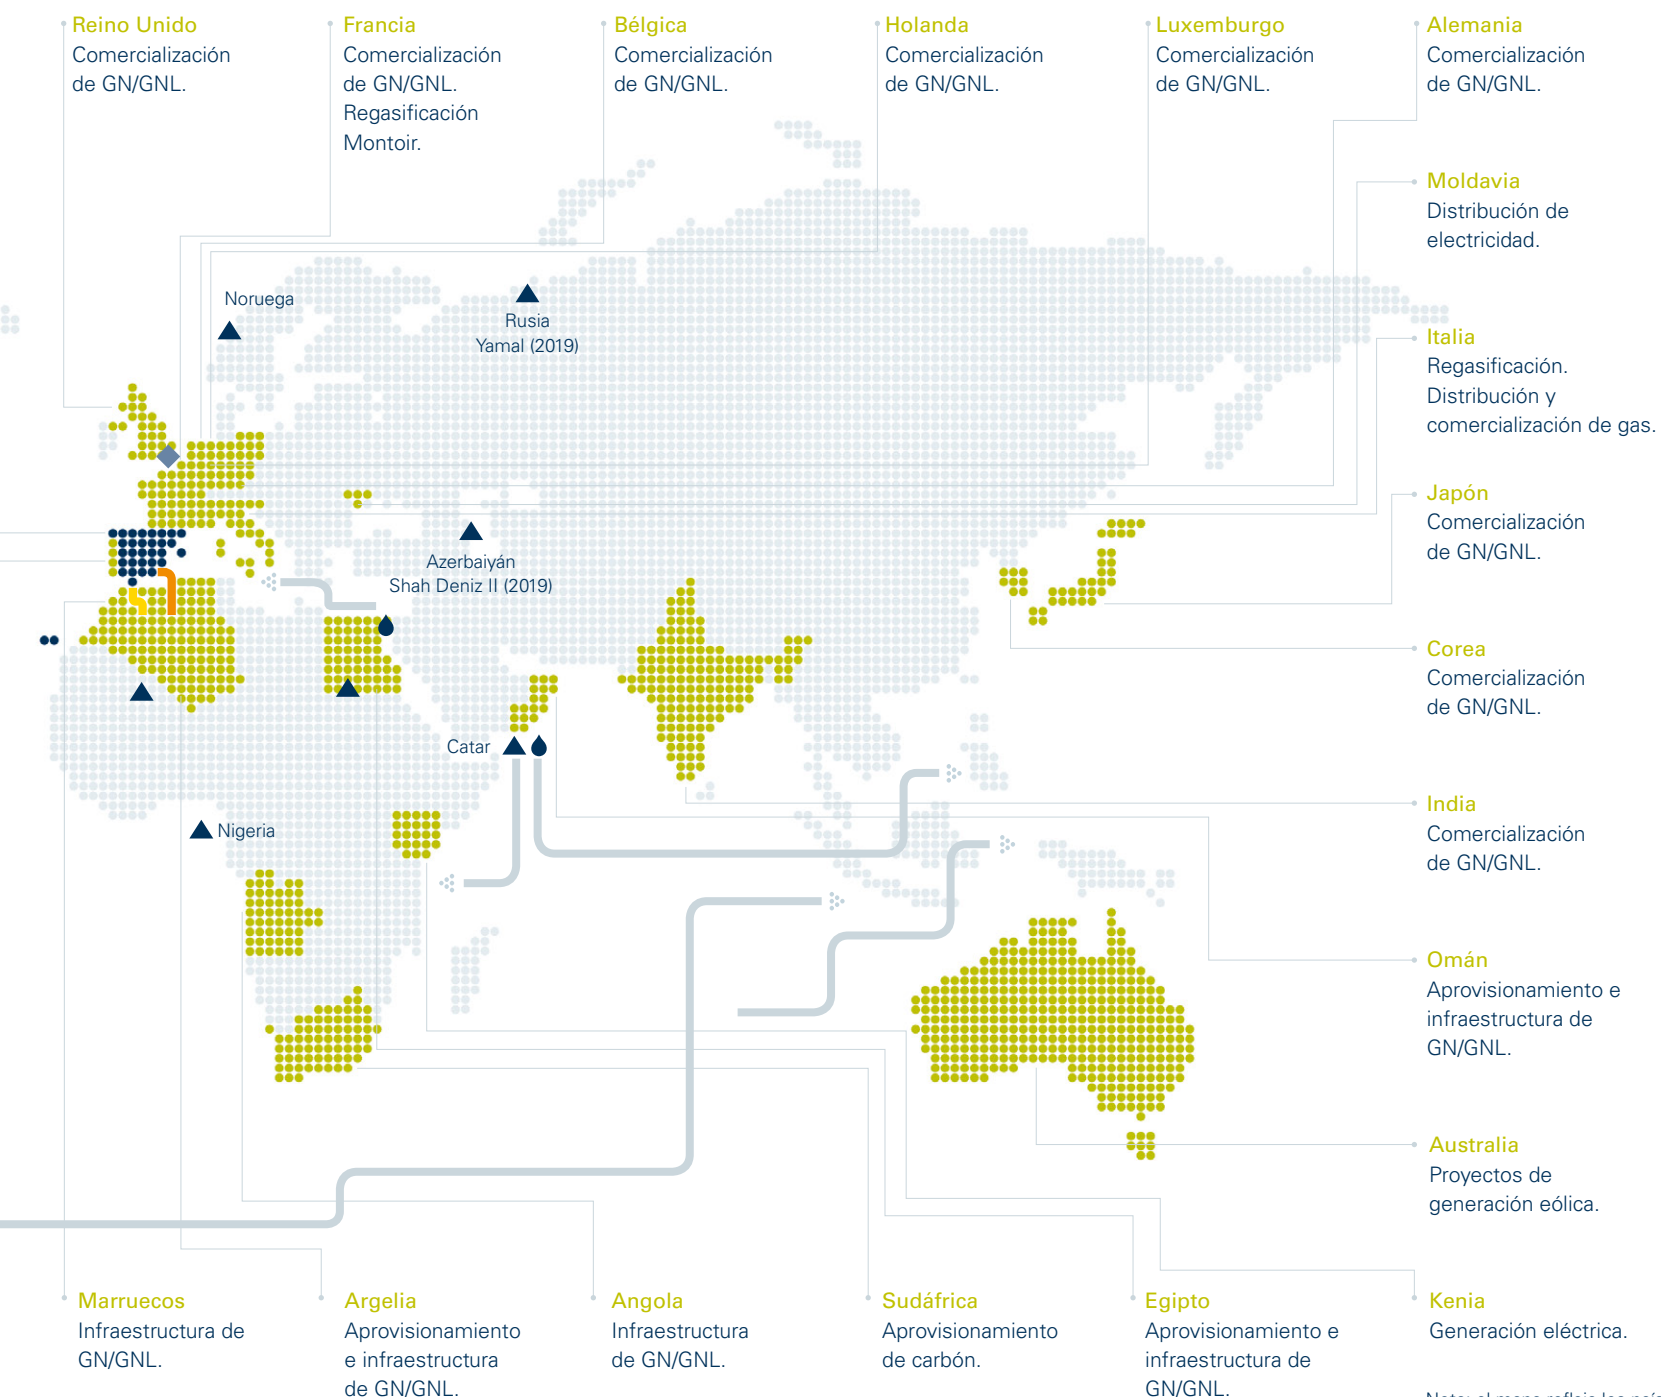 Reino Unido
Comercialización
de GN/GNL.
Francia
Comercialización
de GN/GNL.
Regasificación
Montoir.
Bélgica
Comercialización
de GN/GNL.
Holanda
Comercialización
de GN/GNL.
Luxemburgo
Comercialización
de GN/GNL.
Alemania
Comercialización
de GN/GNL.
Moldavia
Distribución de
electricidad.
Noruega
Rusia
Yamal (2019)
Italia
Regasificación.
Distribución y
comercialización de gas.
Japón
Comercialización
de GN/GNL.
Azerbaiyán
Shah Deniz II (2019)
Corea
Comercialización
de GN/GNL.
Catar
India
Comercialización
de GN/GNL.
Nigeria
Omán
Aprovisionamiento e
infraestructura de
GN/GNL.
Australia
Proyectos de
generación eólica.
Marruecos
Infraestructura de
GN/GNL.
Argelia
Aprovisionamiento
e infraestructura
de GN/GNL.
Angola
Infraestructura
de GN/GNL.
Sudáfrica
Aprovisionamiento
de carbón.
Egipto
Aprovisionamiento e
infraestructura de
GN/GNL.
Kenia
Generación eléctrica.